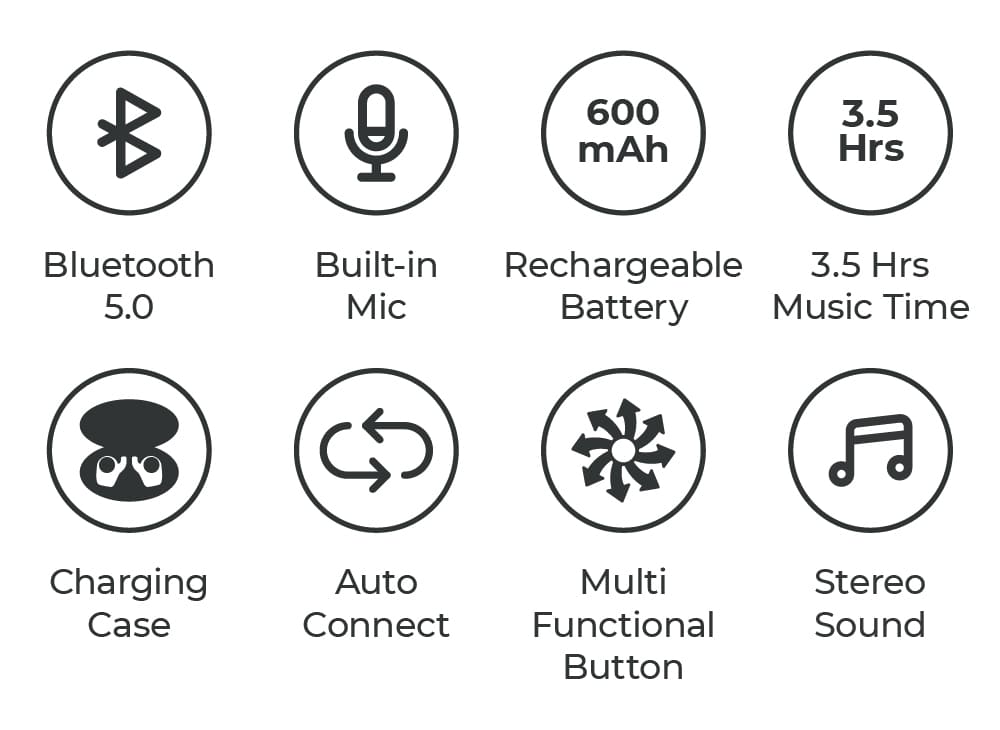 600
mAh
3.5
Hrs
Bluetooth
5.0
Built-in
Mic
Rechargeable
Battery
3.5 Hrs
Music Time
Charging
Case
Auto
Connect
Multi
Functional
Button
Stereo
Sound